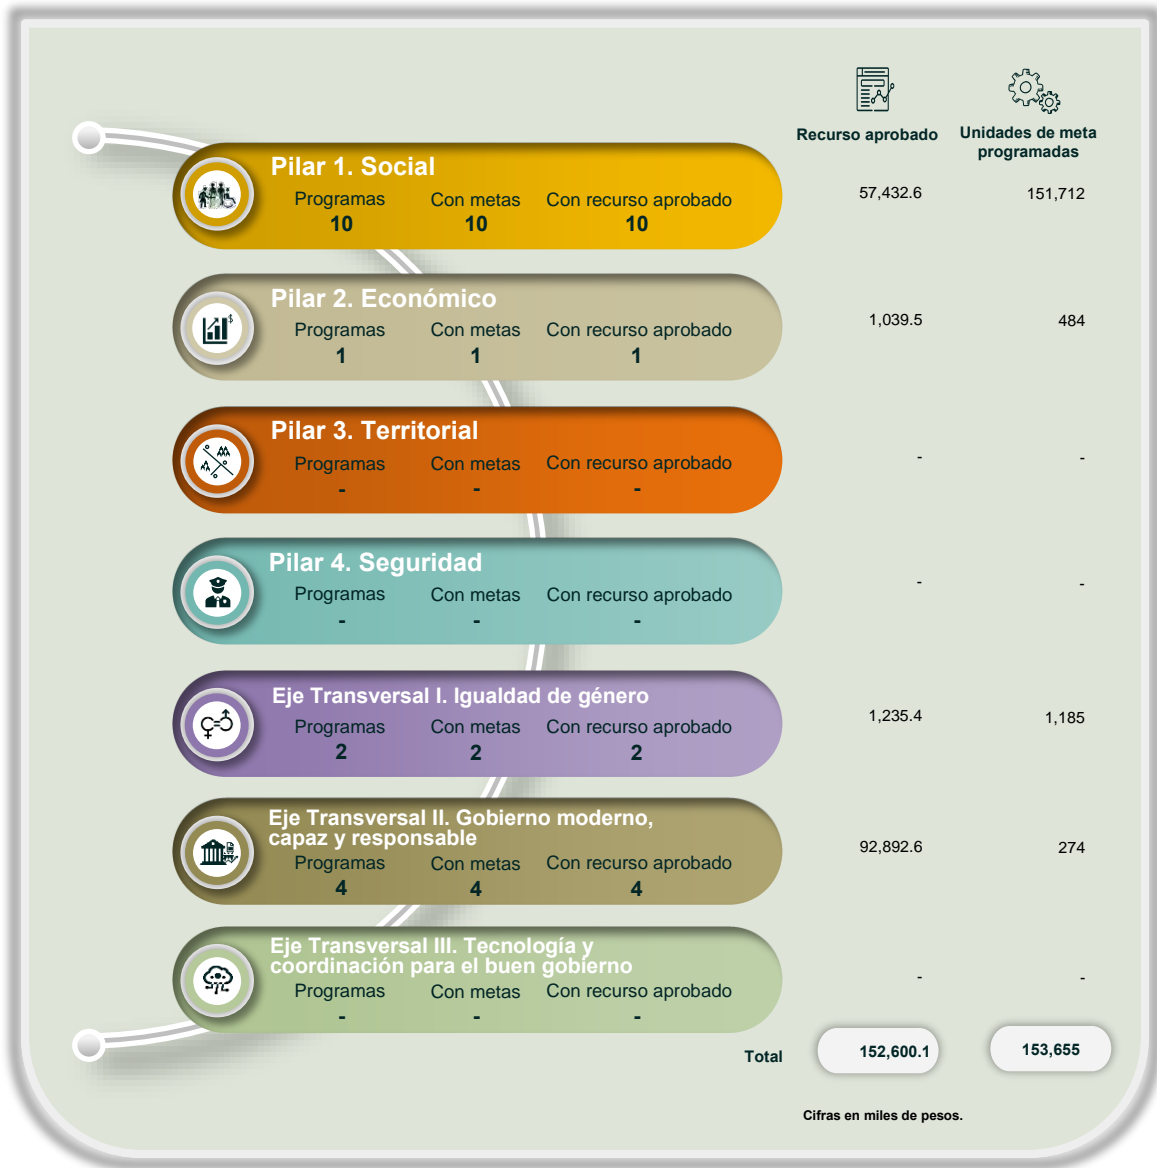 Recurso aprobado
Unidades de meta
programadas
Pilar 1. Social
Programas Con metas Con recurso aprobado
10 10 10
57,432.6 151,712
Pilar 2. Económico
Programas Con metas Con recurso aprobado
1 1 1
1,039.5 484
Pilar 3. Territorial
Programas Con metas Con recurso aprobado
- - -
- -
Pilar 4. Seguridad
Programas Con metas Con recurso aprobado
- - -
- -
Eje Transversal I. Igualdad de género
Programas Con metas Con recurso aprobado
2 2 2
1,235.4 1,185
Eje Transversal II. Gobierno moderno,
capaz y responsable
Programas Con metas Con recurso aprobado
4 4 4
92,892.6 274
Eje Transversal III. Tecnología y
coordinación para el buen gobierno
Programas Con metas Con recurso aprobado
- - -
- -
Total 152,600.1 153,655
Cifras en miles de pesos.